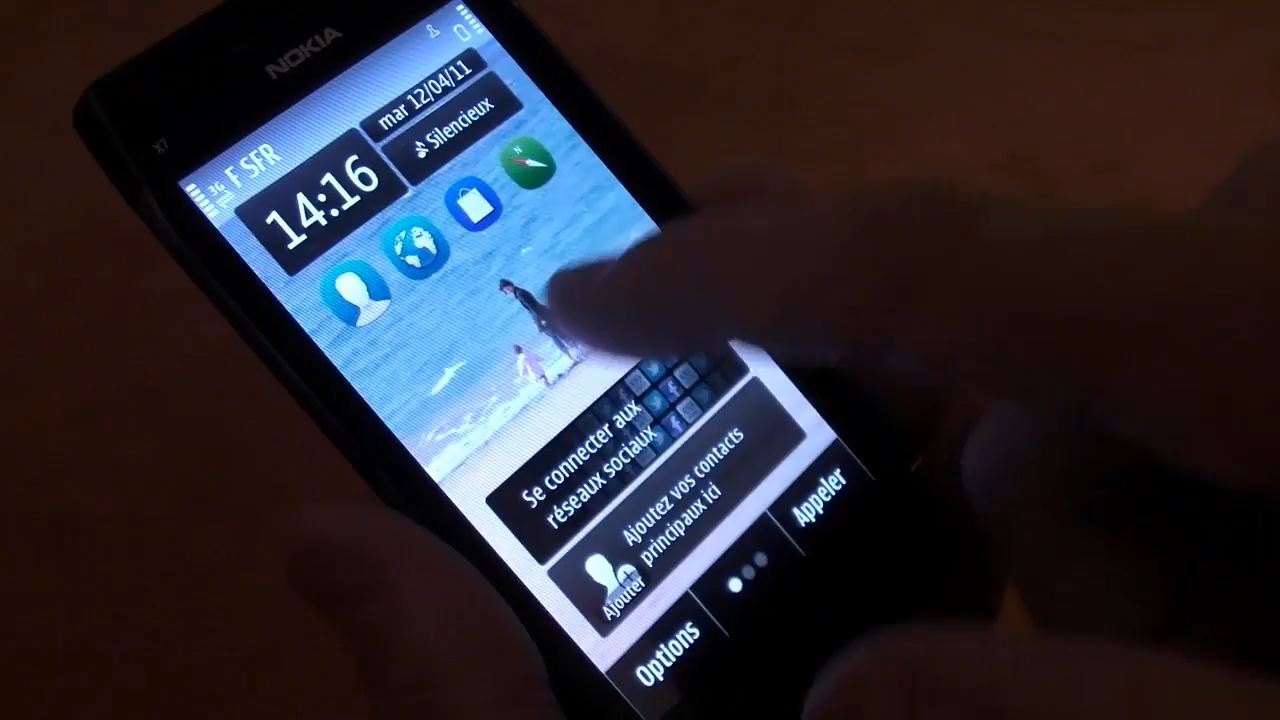 NOKIA
X7
3G F SFR
mar 12/04/11
14:16
Silencieux
N
Se connecter aux
réseaux sociaux
Ajoutez vos contacts
principaux ici
Ajouter
Options
Appeler